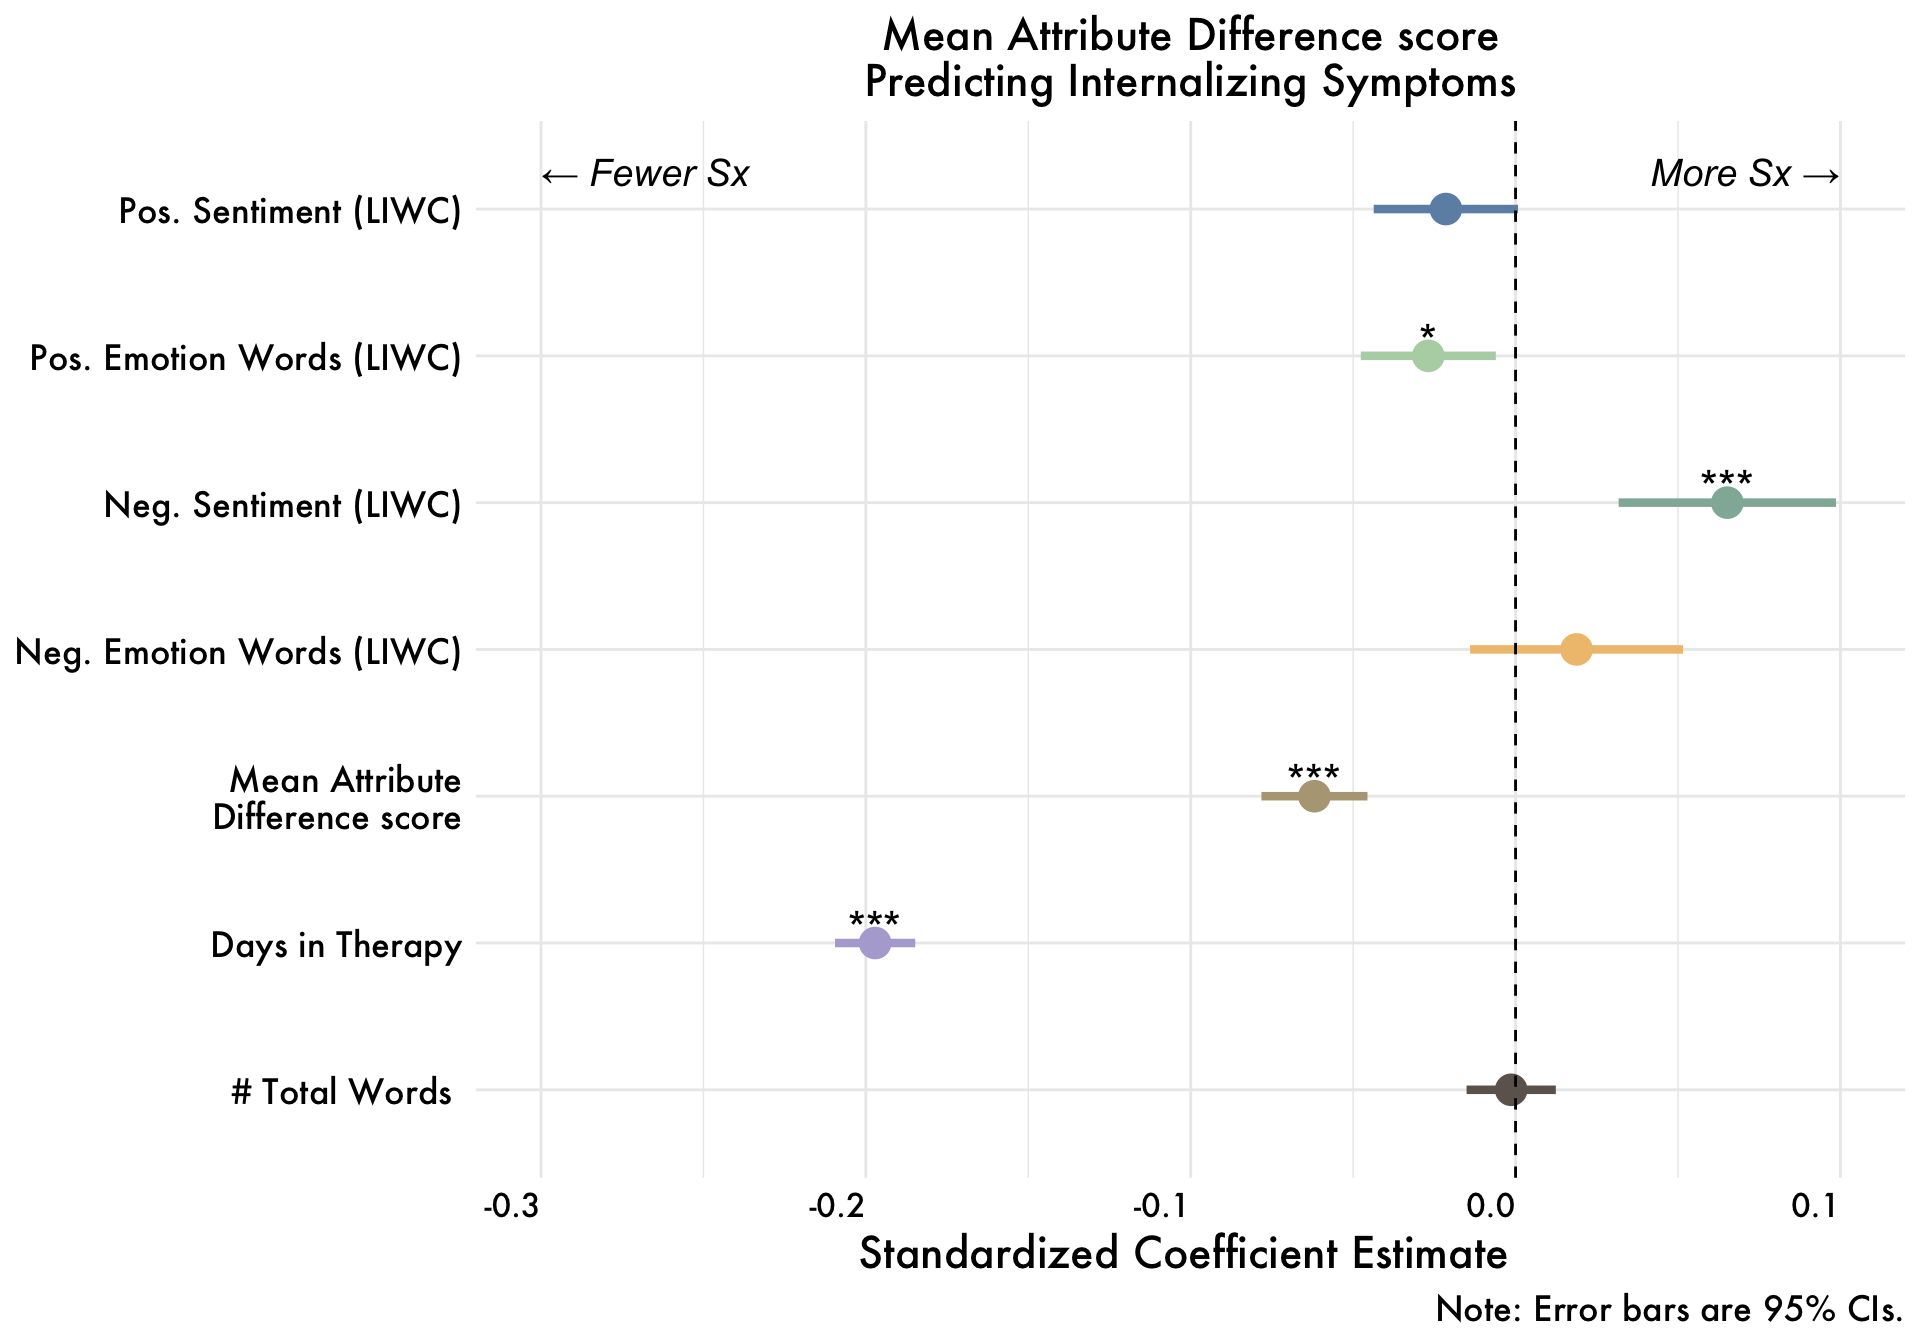 Mean Attribute Difference score
Predicting Internalizing Symptoms
← Fewer Sx
More Sx →
Pos. Sentiment (LIWC)
*
Pos. Emotion Words (LIWC)
***
Neg. Sentiment (LIWC)
Neg. Emotion Words (LIWC)
***
Mean Attribute
Difference score
***
Days in Therapy
# Total Words
-0.3 -0.2 -0.1 0.0 0.1
Standardized Coefficient Estimate
Note: Error bars are 95% CIs.